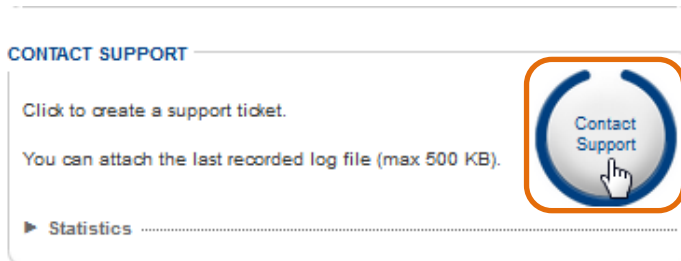 CONTACT SUPPORT
Click to create a support ticket.
Contact
Support
You can attach the last recorded log file (max 500 KB).
Statistics